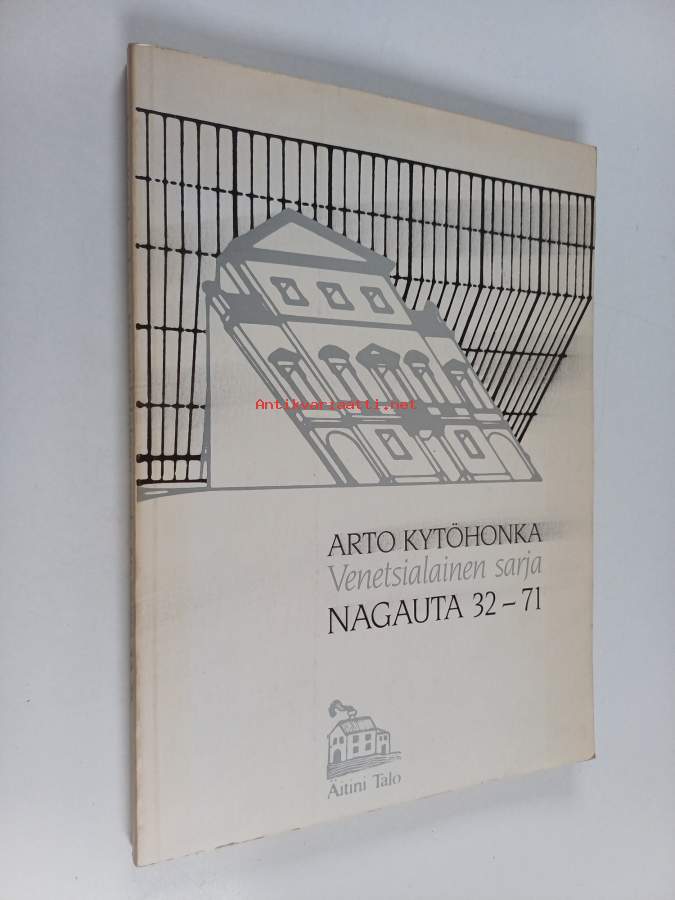 Antikvariaatti.net
ARTO KYTÖHONKA
Venetsialainen sarja
NAGAUTA 32 – 71
Äitini Talo